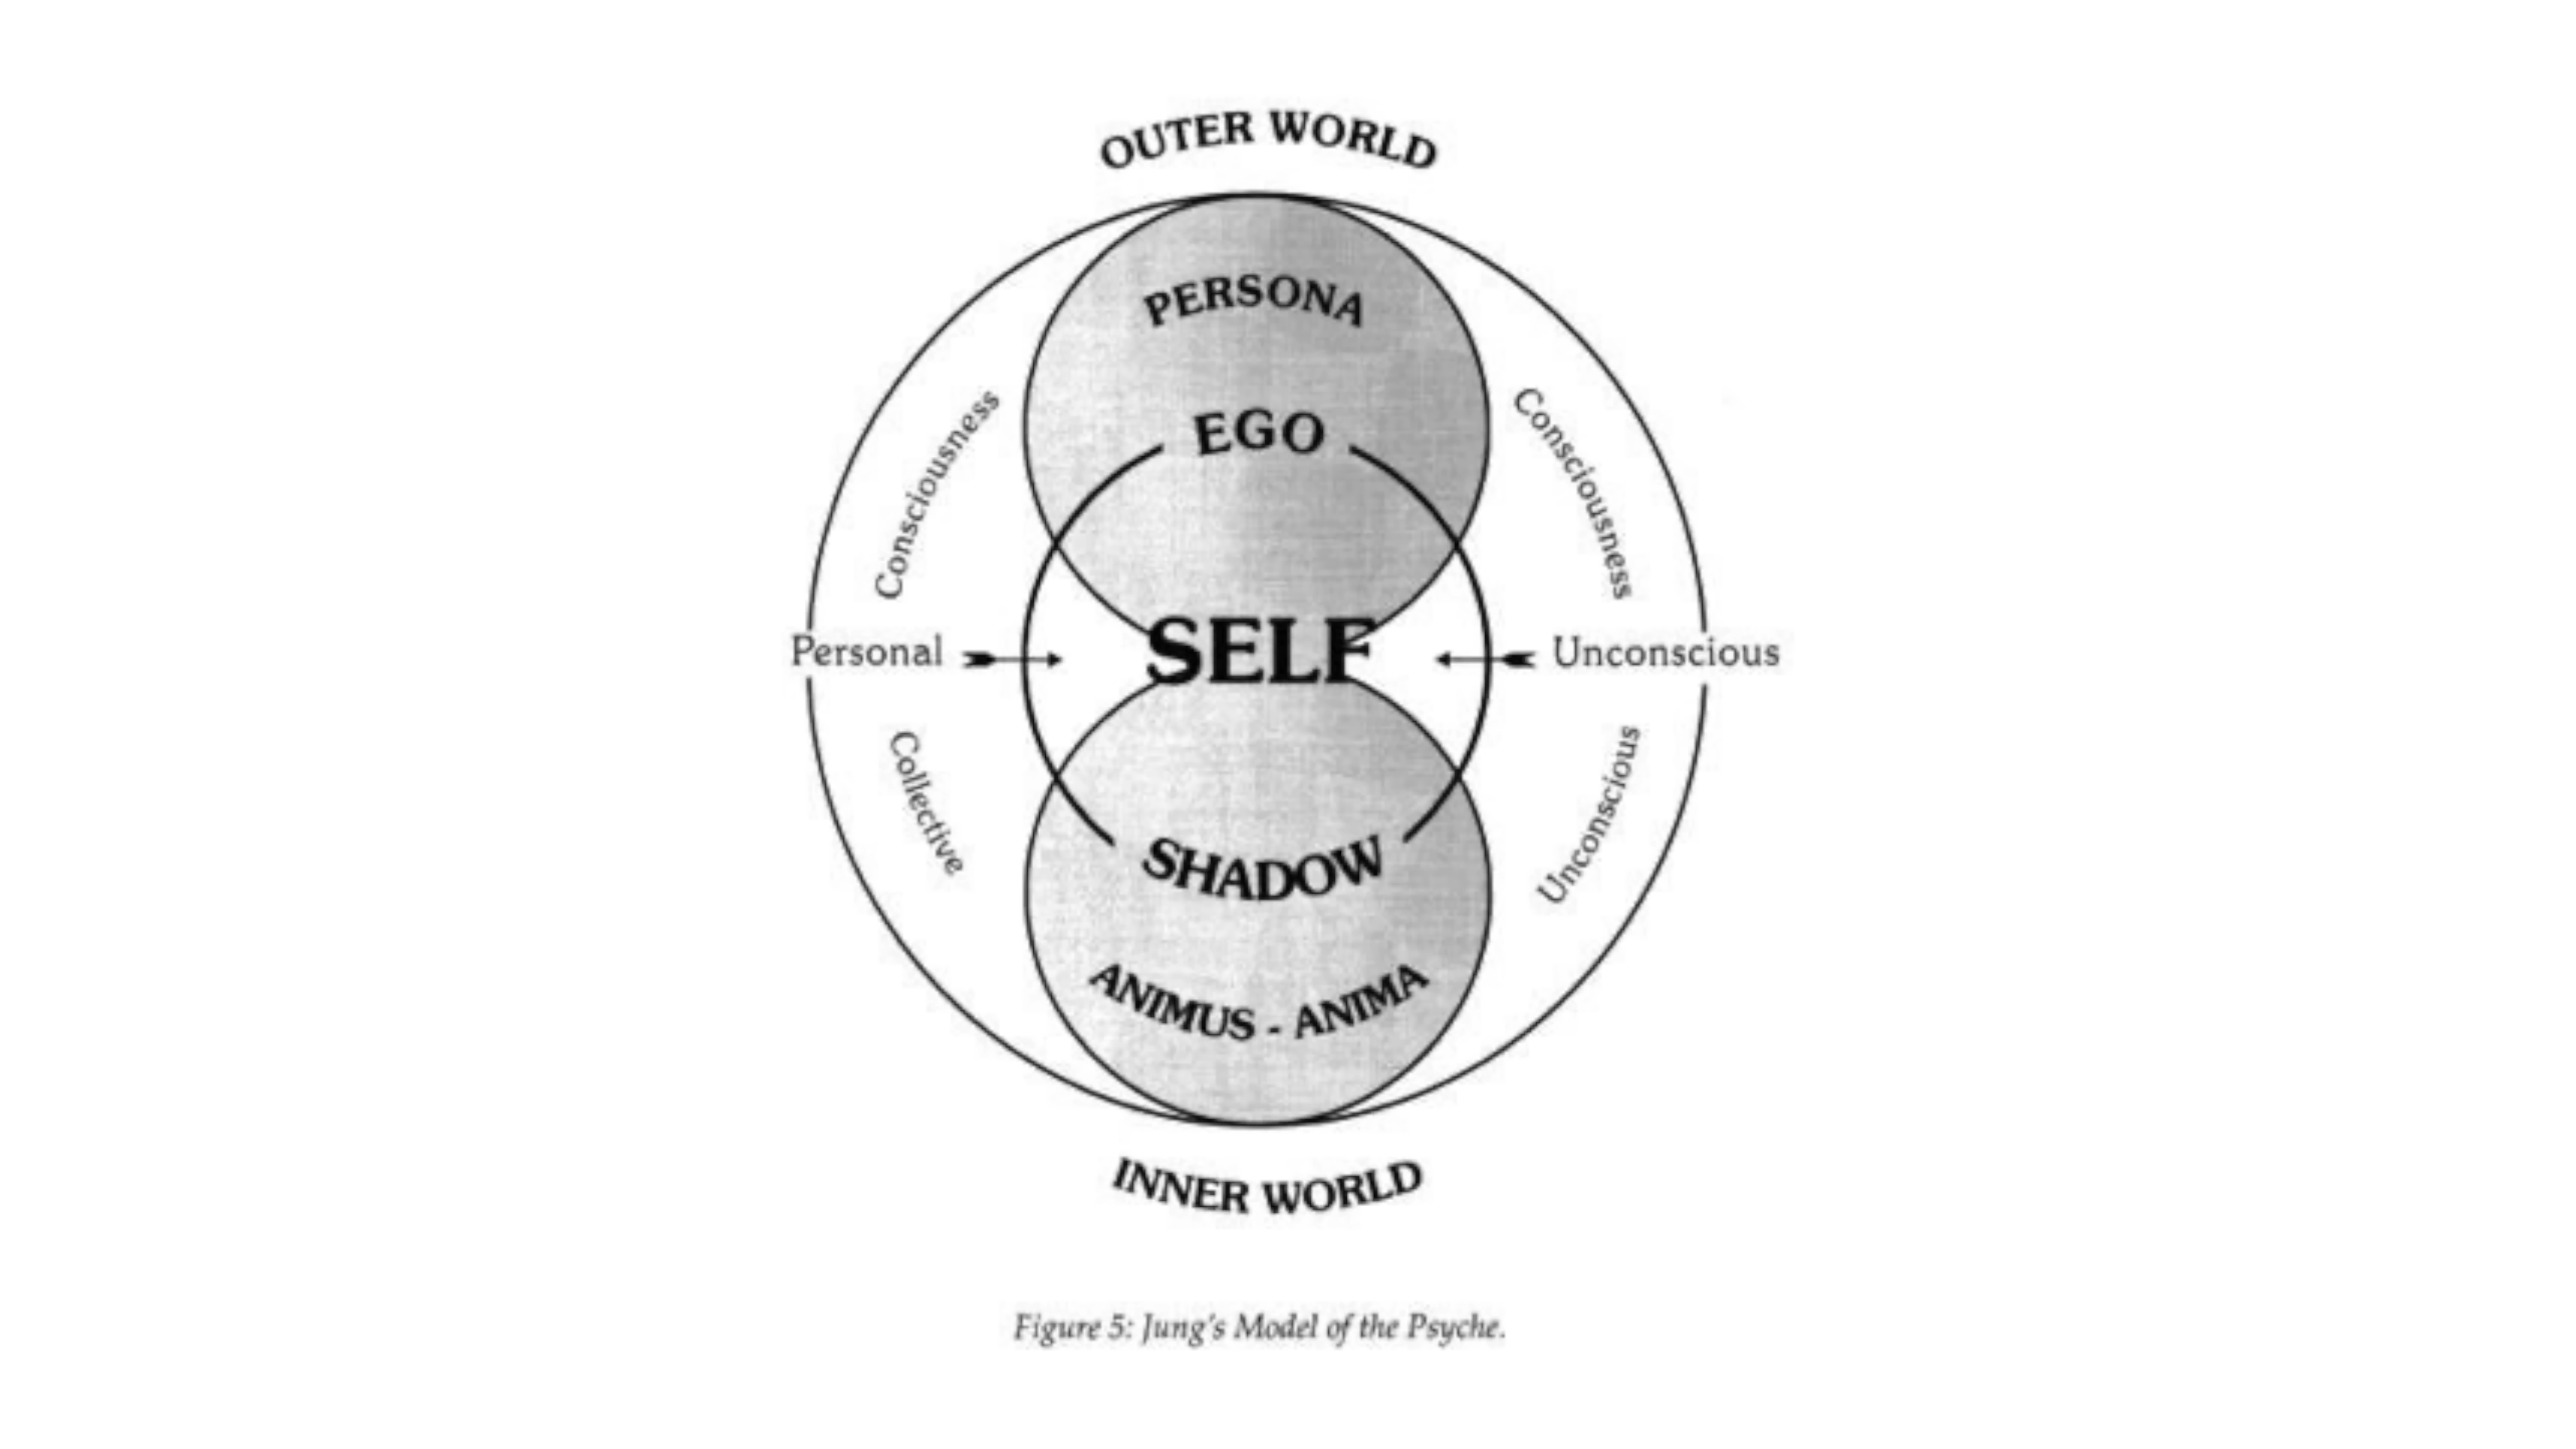 OUTER WORLD
PERSONA
EGO
Consciousness
Consciousness
Personal
SELF
Unconscious
Collective
Unconscious
SHADOW
ANIMUS - ANIMA
INNER WORLD
Figure 5: Jung's Model of the Psyche.